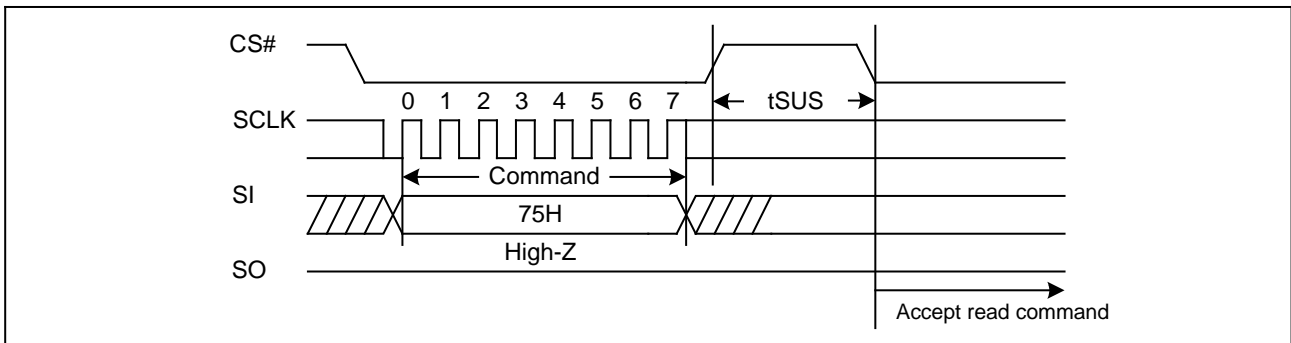 CS#
tSUS
0 1 2 3 4 5 6 7
SCLK
Command
SI
75H
High-Z
SO
Accept read command